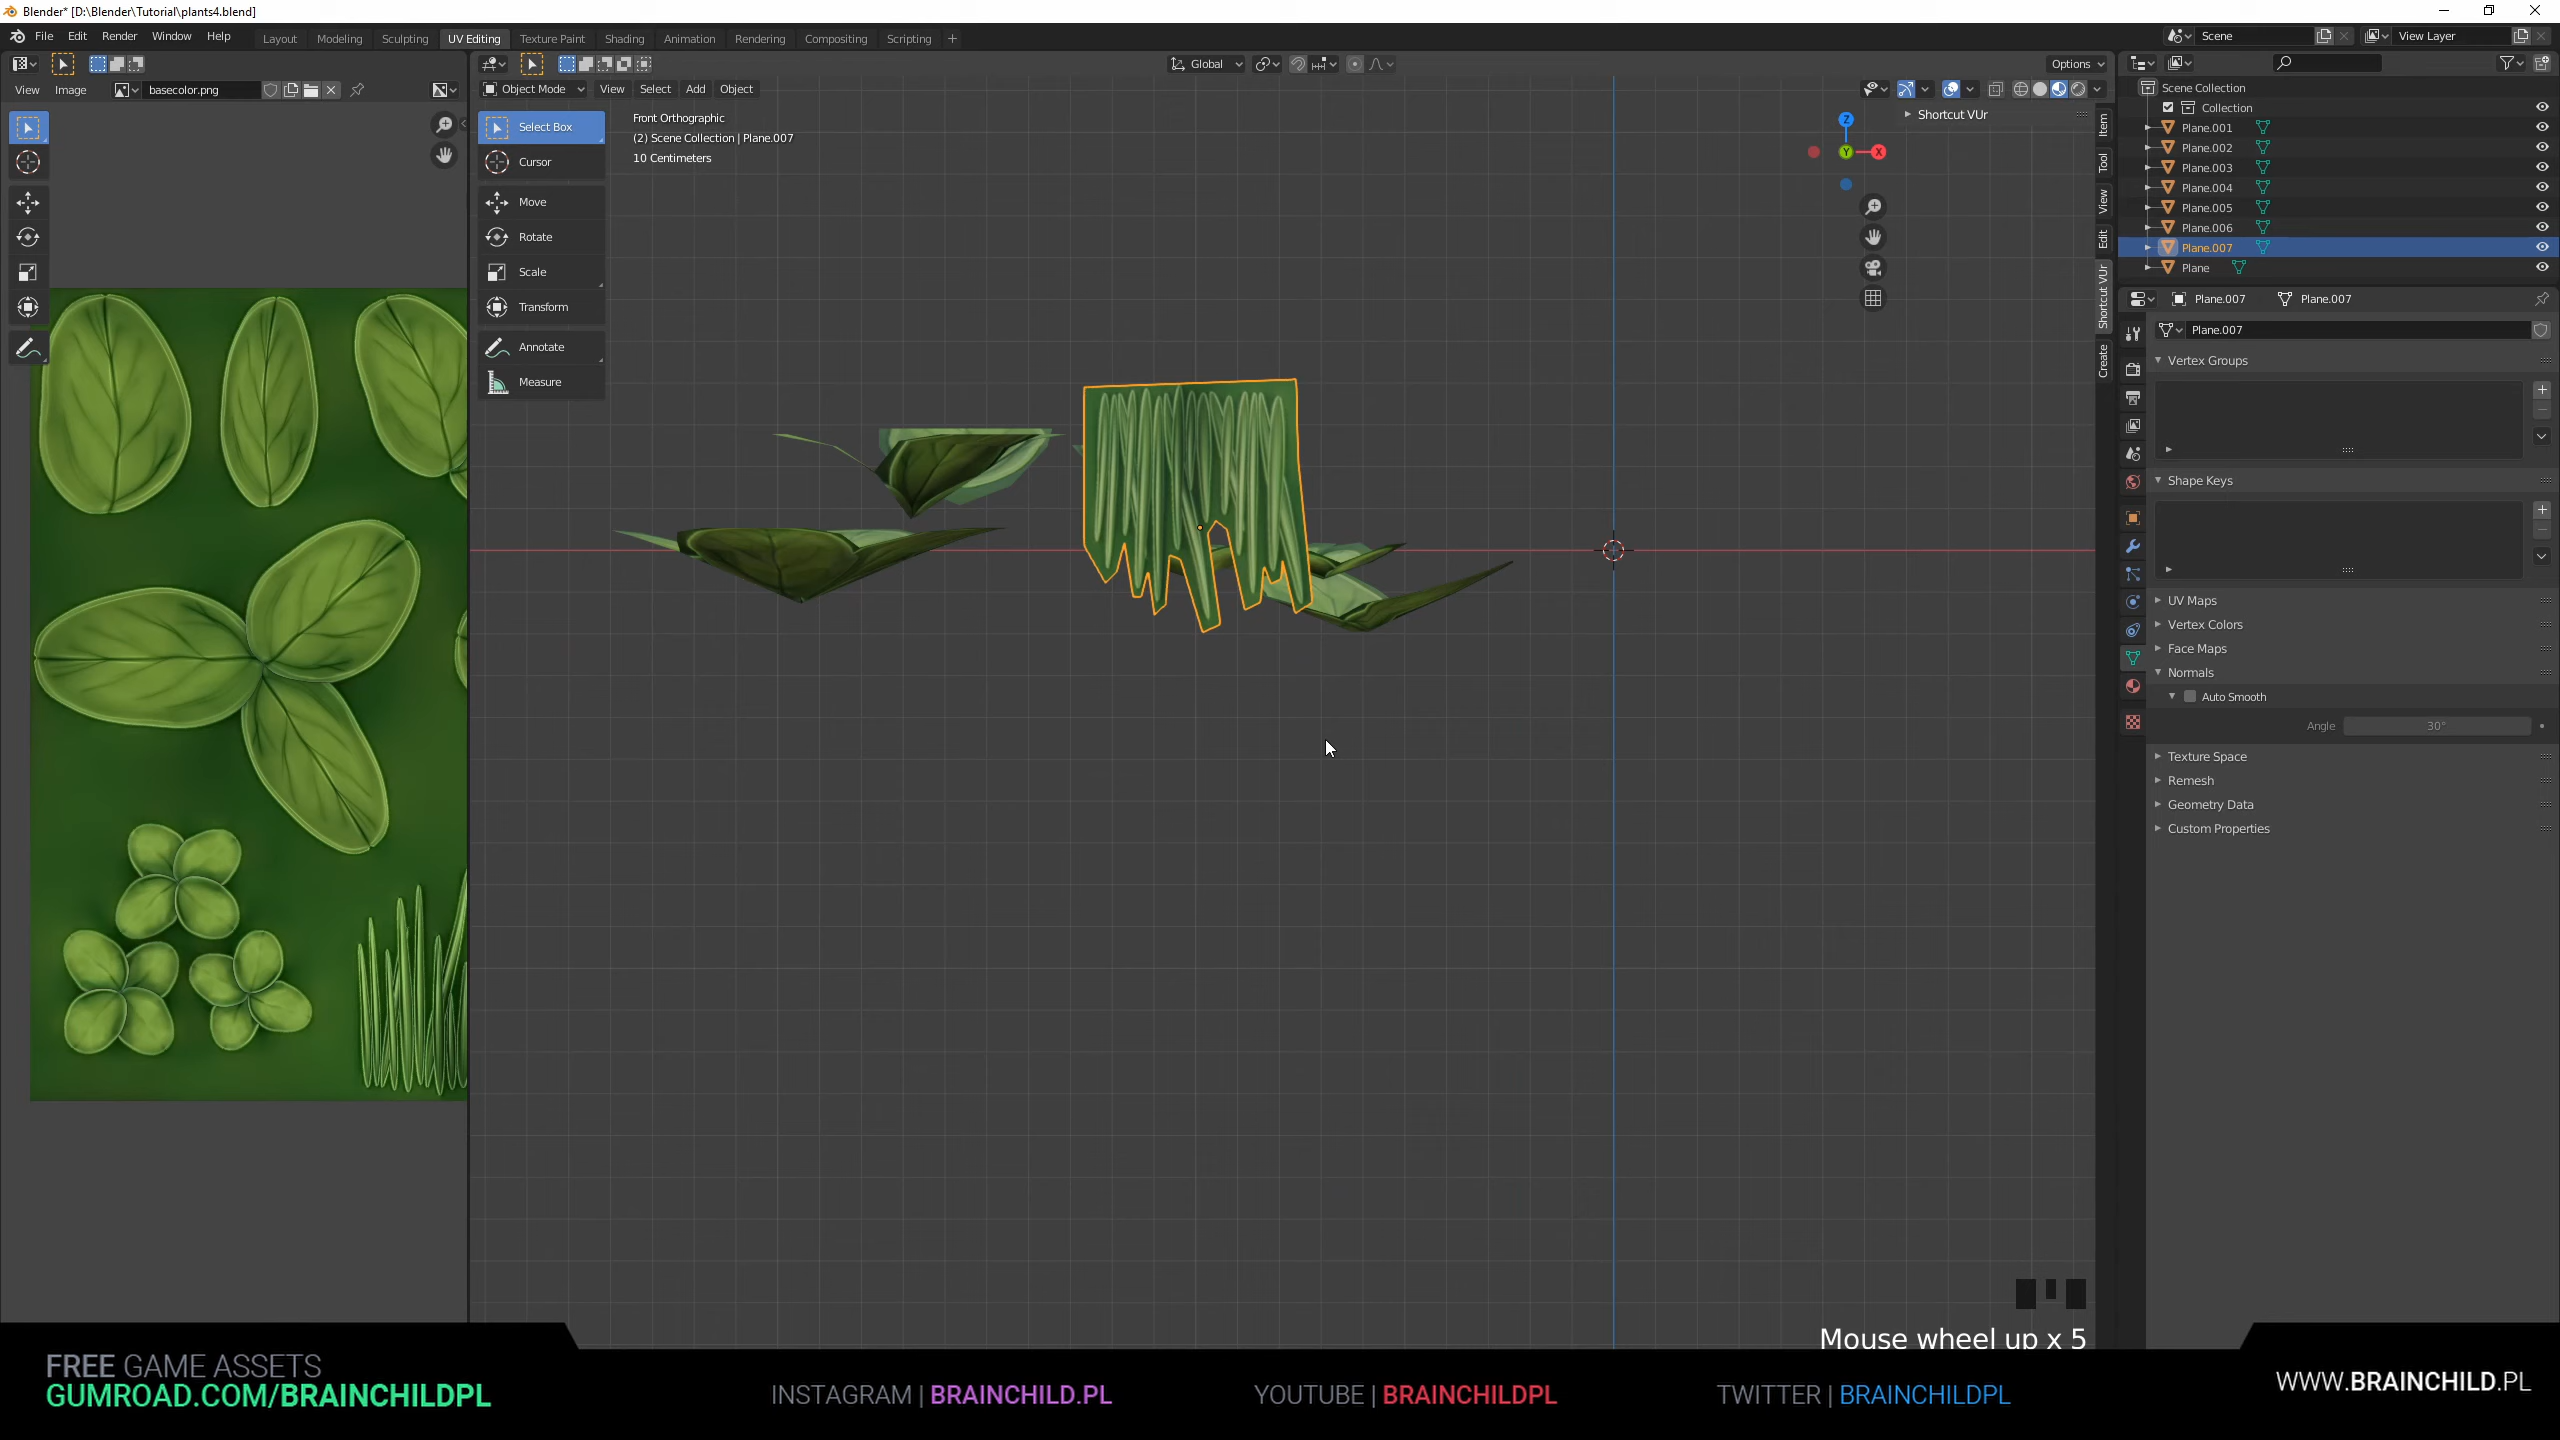 Blender* [D:\Blender\Tutorial\plants4.blend]
File Edit Render Window Help
Layout Modeling Sculpting UV Editing Texture Paint Shading Animation Rendering Compositing Scripting +
Scene View Layer
Global Options
View Image basecolor.png
Object Mode View Select Add Object
Select Box
Cursor
Move
Rotate
Scale
Transform
Annotate
Measure
Front Orthographic
(2) Scene Collection | Plane.007
10 Centimeters
Shortcut VUr
Z
Y
X
Item
Tool
View
Edit
Shortcut VUr
Create
Scene Collection
Collection
Plane.001
Plane.002
Plane.003
Plane.004
Plane.005
Plane.006
Plane.007
Plane
Plane.007 Plane.007
Plane.007
Vertex Groups
Shape Keys
UV Maps
Vertex Colors
Face Maps
Normals
Auto Smooth
Angle 30°
Texture Space
Remesh
Geometry Data
Custom Properties
Mouse wheel up x 5
FREE GAME ASSETS
GUMROAD.COM/BRAINCHILDPL
INSTAGRAM | BRAINCHILD.PL
YOUTUBE | BRAINCHILDPL
TWITTER | BRAINCHILDPL
WWW.BRAINCHILD.PL